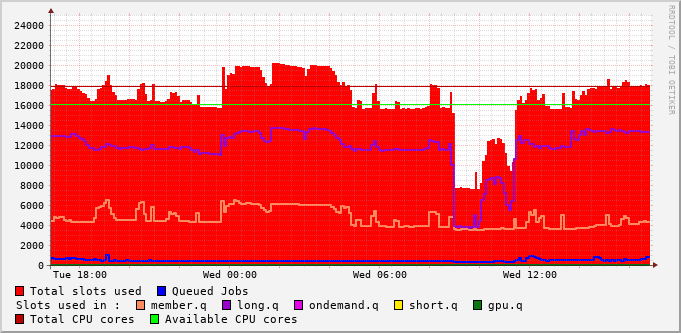 24000
22000
20000
18000
16000
14000
12000
10000
8000
6000
4000
2000
0
Tue 18:00 Wed 00:00 Wed 06:00 Wed 12:00
RRDTOOL / TOBI OETIKER
Total slots used Queued Jobs
Slots used in : member.q long.q ondemand.q short.q gpu.q
Total CPU cores Available CPU cores